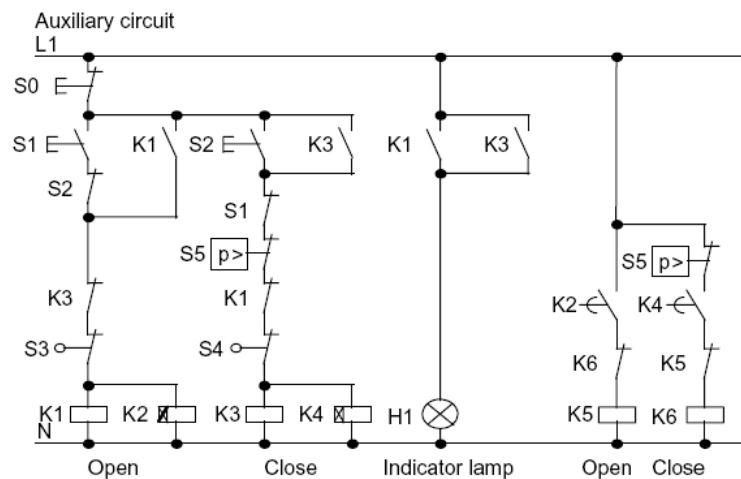 Auxiliary circuit
L1
S0
S1 K1 S2 K3 K1 K3
S2
S1
S5 p> S5 p>
K3 K1 K2 K4
S3 S4
K6 K5
K1 K2 K3 K4 H1 K5 K6
N
Open Close Indicator lamp Open Close